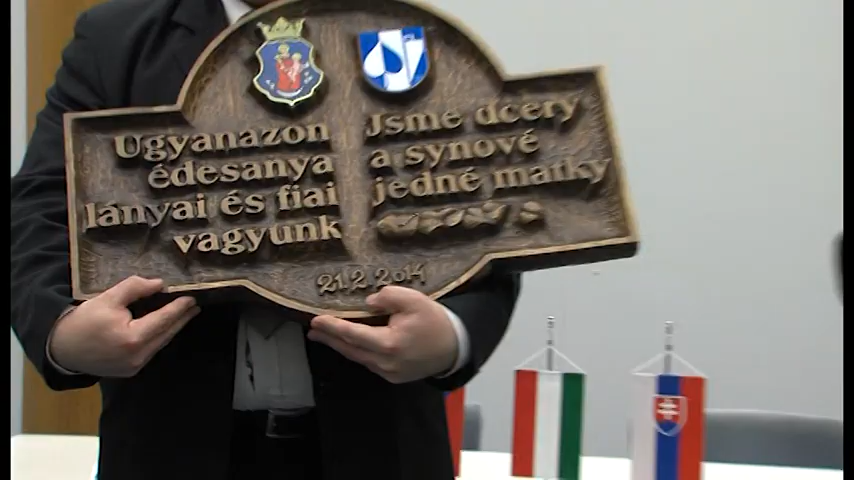 Ugyanazon
édesanya
lányai és fiai
vagyunk
Jsme dcery
a synové
jedné matky
21.2.2014